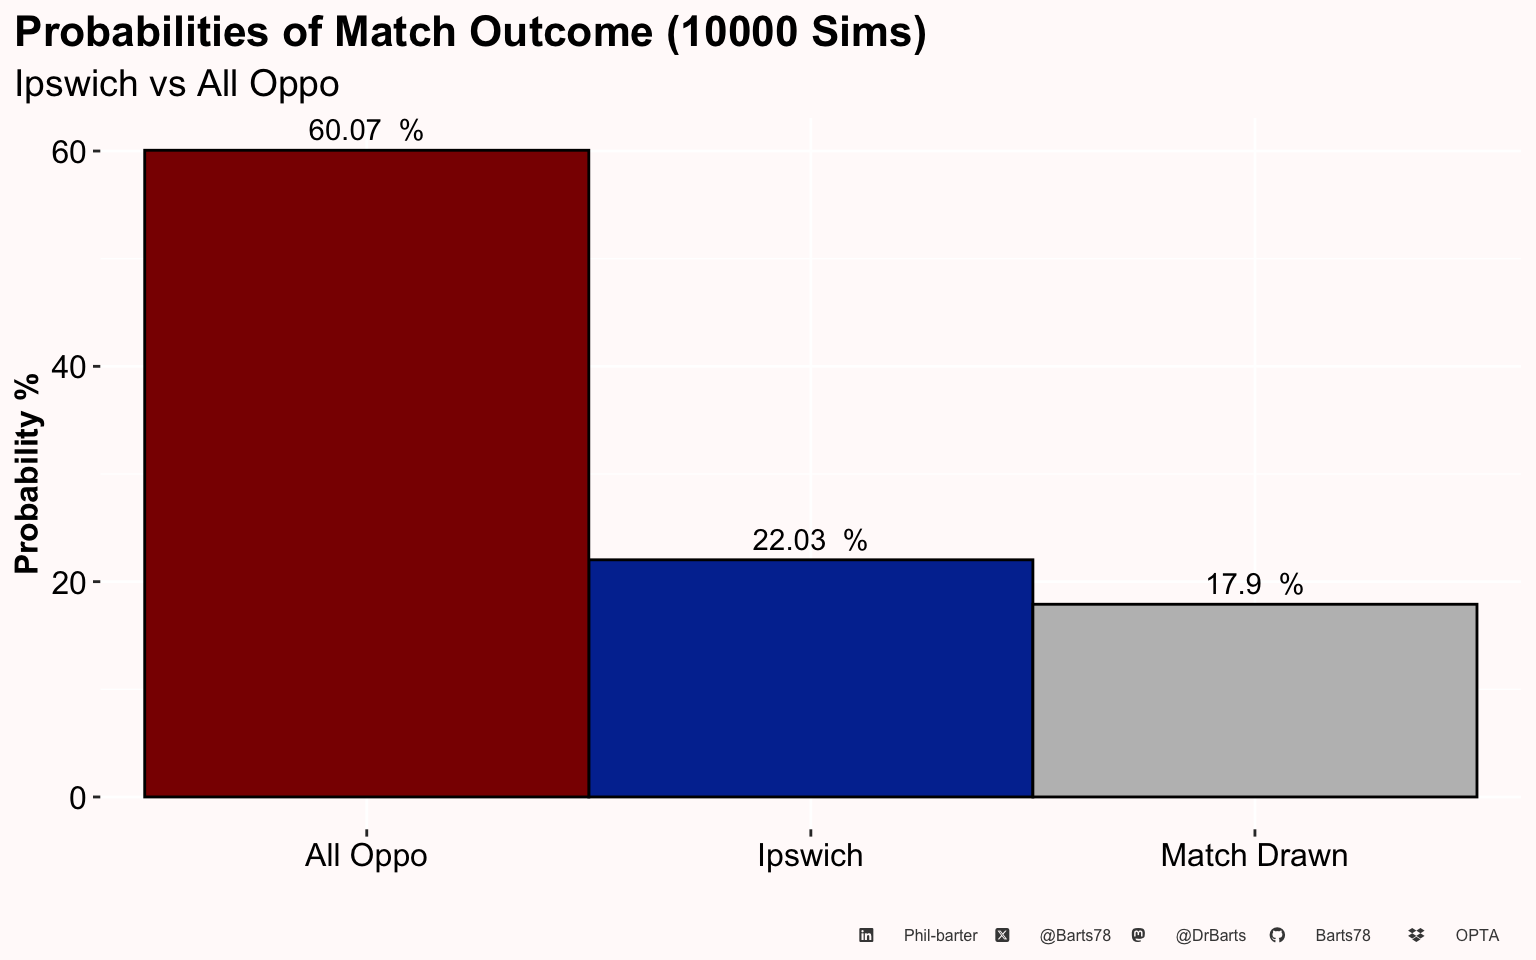 Probabilities of Match Outcome (10000 Sims)
Ipswich vs All Oppo
60.07 %
22.03 %
17.9 %
Probability %
60
40
20
0
All Oppo
Ipswich
Match Drawn
Phil-barter @Barts78 @DrBarts Barts78 OPTA